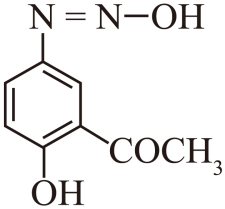 N = N—OH
COCH₃
OH